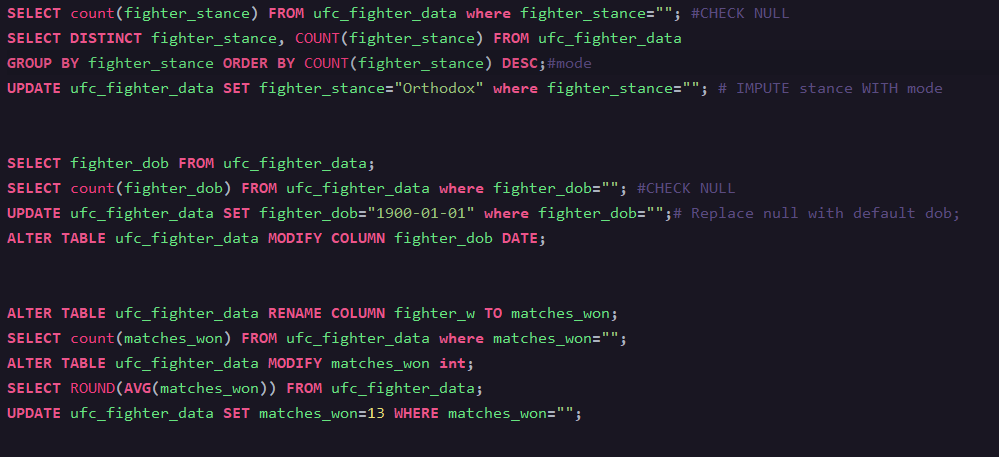 SELECT count(fighter_stance) FROM ufc_fighter_data where fighter_stance=""; #CHECK NULL
SELECT DISTINCT fighter_stance, COUNT(fighter_stance) FROM ufc_fighter_data
GROUP BY fighter_stance ORDER BY COUNT(fighter_stance) DESC;#mode
UPDATE ufc_fighter_data SET fighter_stance="Orthodox" where fighter_stance=""; # IMPUTE stance WITH mode
SELECT fighter_dob FROM ufc_fighter_data;
SELECT count(fighter_dob) FROM ufc_fighter_data where fighter_dob=""; #CHECK NULL
UPDATE ufc_fighter_data SET fighter_dob="1900-01-01" where fighter_dob="";# Replace null with default dob;
ALTER TABLE ufc_fighter_data MODIFY COLUMN fighter_dob DATE;
ALTER TABLE ufc_fighter_data RENAME COLUMN fighter_w TO matches_won;
SELECT count(matches_won) FROM ufc_fighter_data where matches_won="";
ALTER TABLE ufc_fighter_data MODIFY matches_won int;
SELECT ROUND(AVG(matches_won)) FROM ufc_fighter_data;
UPDATE ufc_fighter_data SET matches_won=13 WHERE matches_won="";